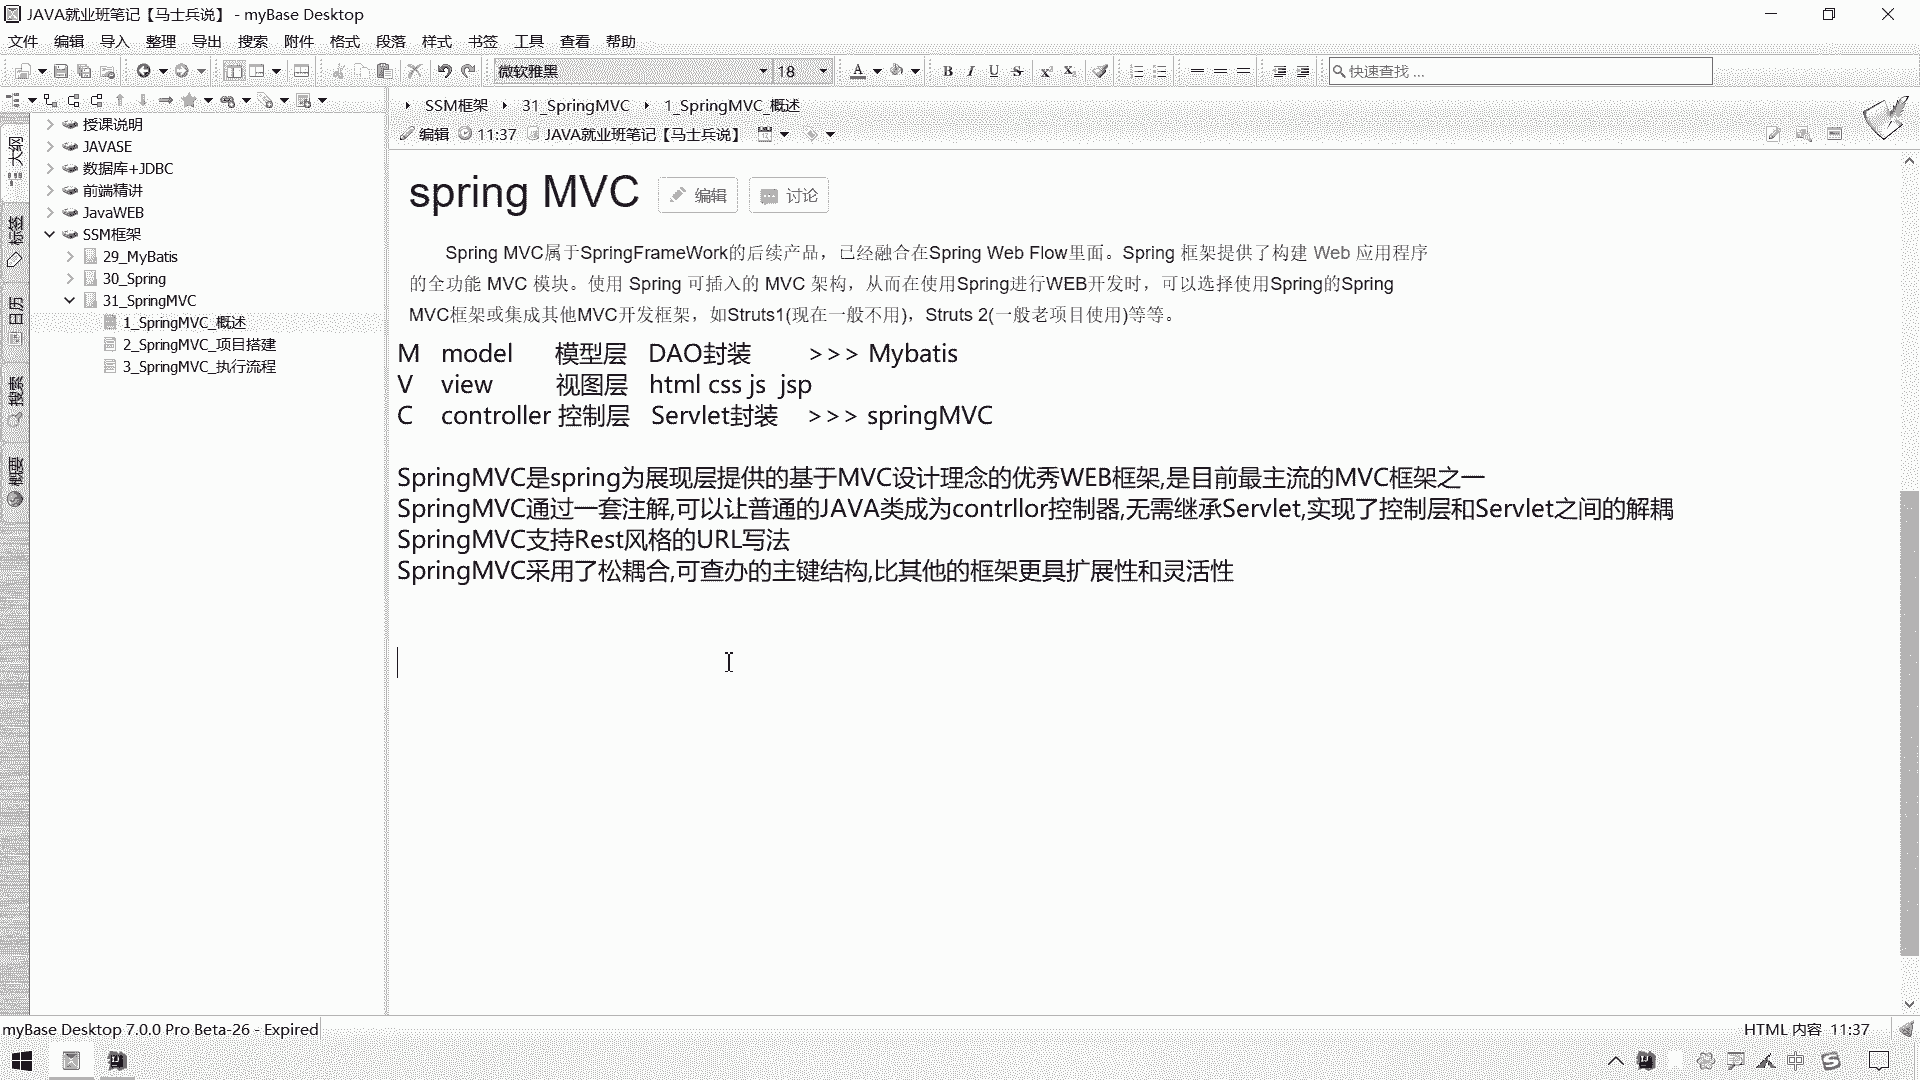 JAVA就业班笔记【马士兵说】 - myBase Desktop
文件 编辑 导入 整理 导出 搜索 附件 格式 段落 样式 书签 工具 查看 帮助
微软雅黑 18 A B I U S 快速查找 ...
大纲
标签
日历
搜索
概要
授课说明
JAVASE
数据库+JDBC
前端精讲
JavaWEB
SSM框架
29_MyBatis
30_Spring
31_SpringMVC
1_SpringMVC_概述
2_SpringMVC_项目搭建
3_SpringMVC_执行流程
SSM框架 31_SpringMVC 1_SpringMVC_概述
编辑 11:37 JAVA就业班笔记【马士兵说】
spring MVC 编辑 讨论
Spring MVC属于SpringFrameWork的后续产品，已经融合在Spring Web Flow里面。Spring 框架提供了构建 Web 应用程序
的全功能 MVC 模块。使用 Spring 可插入的 MVC 架构，从而在使用Spring进行WEB开发时，可以选择使用Spring的Spring
MVC框架或集成其他MVC开发框架，如Struts1(现在一般不用)，Struts 2(一般老项目使用)等等。
M model 模型层 DAO封装 >>> Mybatis
V view 视图层 html css js jsp
C controller 控制层 Servlet封装 >>> springMVC
SpringMVC是spring为展现层提供的基于MVC设计理念的优秀WEB框架,是目前最主流的MVC框架之一
SpringMVC通过一套注解,可以让普通的JAVA类成为contrllor控制器,无需继承Servlet,实现了控制层和Servlet之间的解耦
SpringMVC支持Rest风格的URL写法
SpringMVC采用了松耦合,可查办的主键结构,比其他的框架更具扩展性和灵活性
myBase Desktop 7.0.0 Pro Beta-26 - Expired
HTML 内容 11:37
中